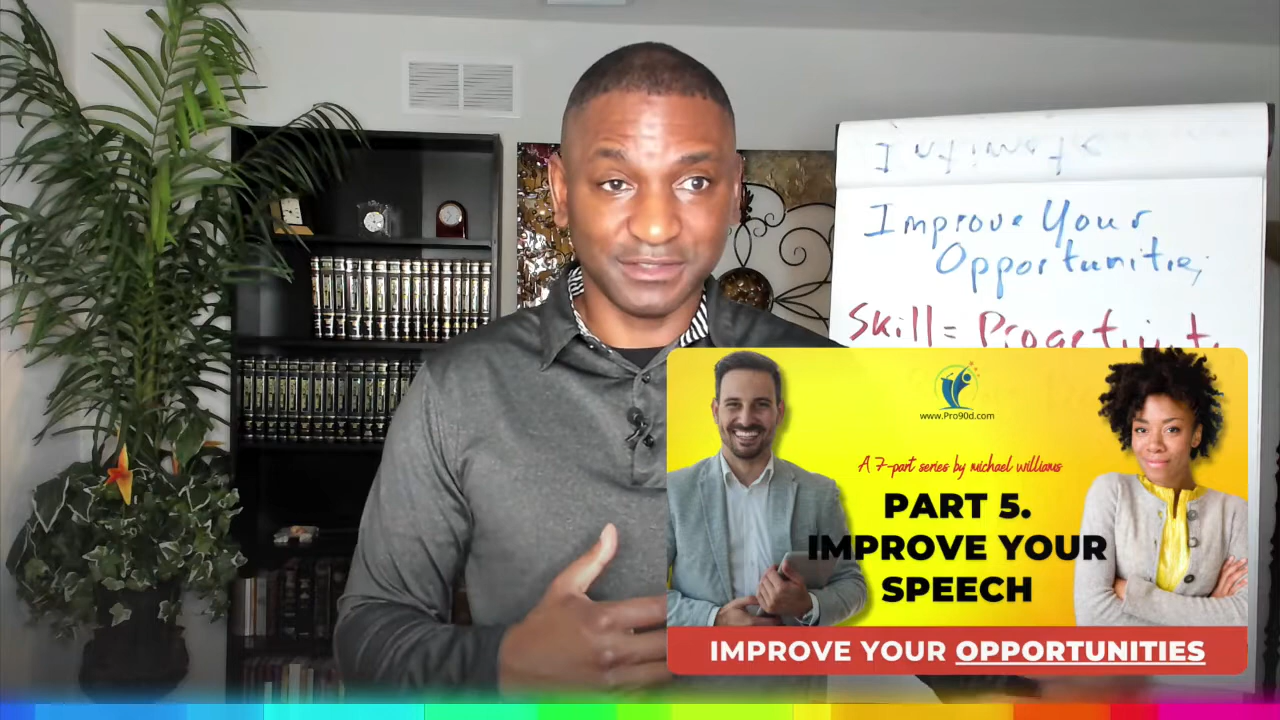 Improve Your
Opportunities
Skill =
www.Pro90d.com
A 7-part series by michael williams
PART 5.
IMPROVE YOUR
SPEECH
IMPROVE YOUR OPPORTUNITIES